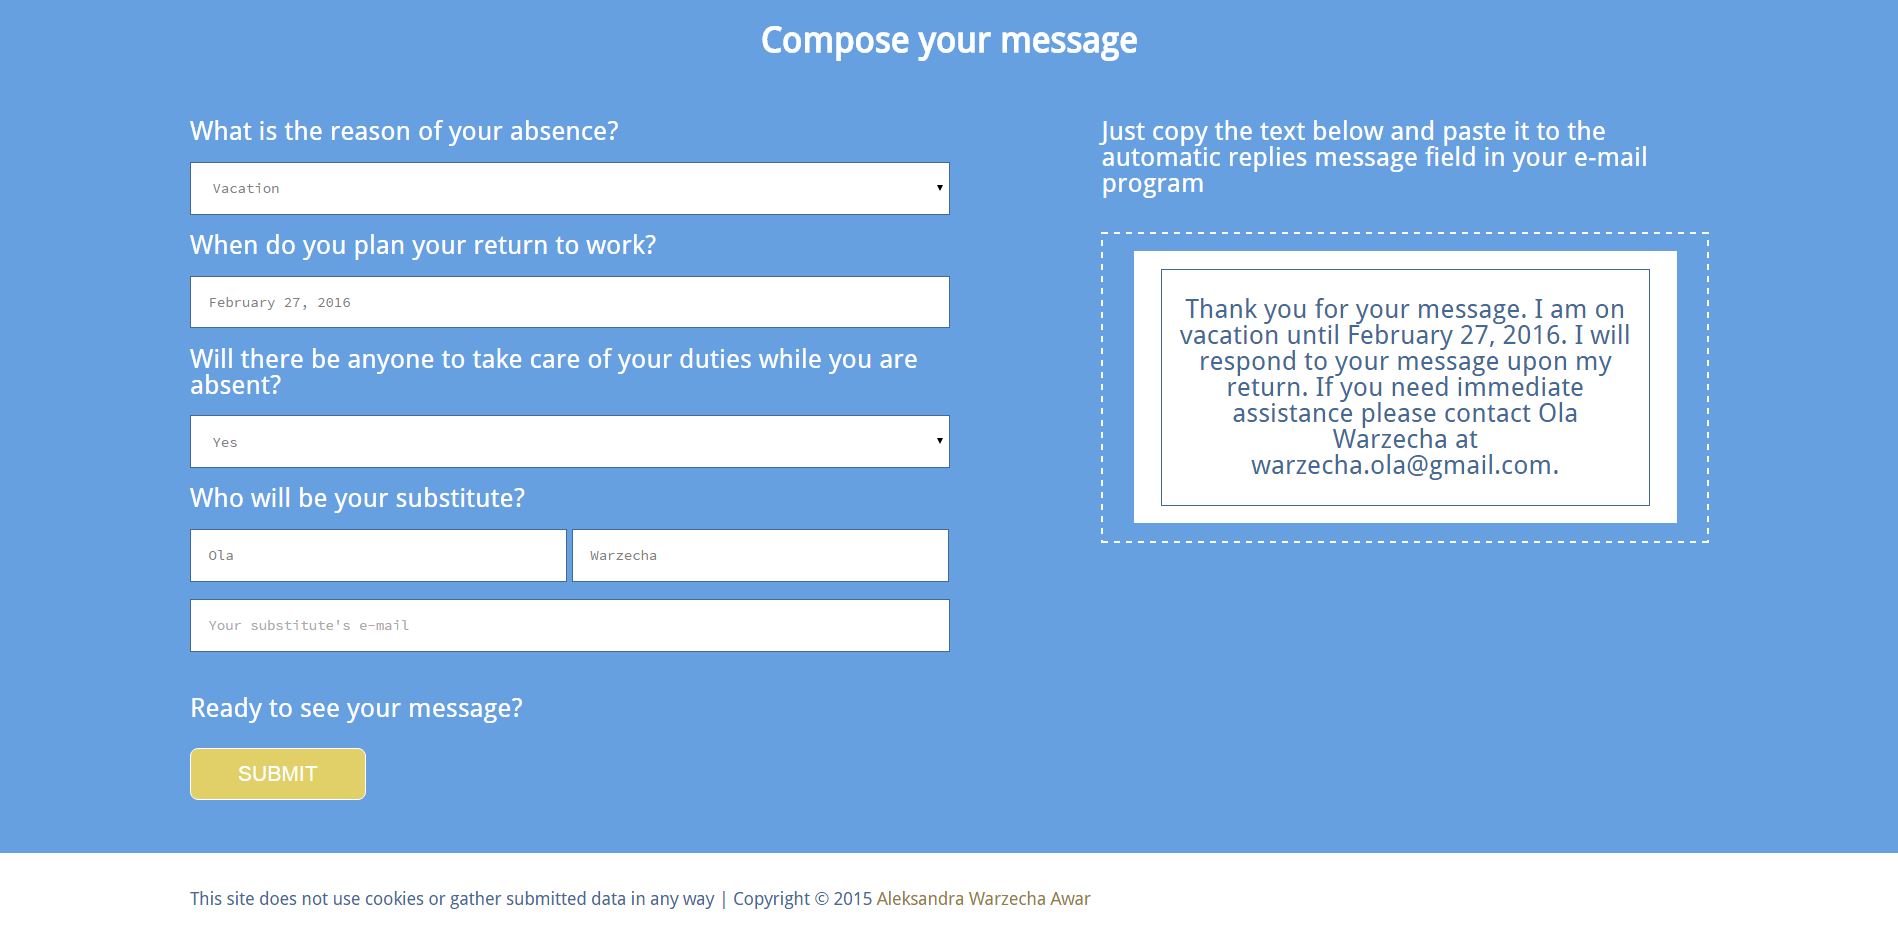 Compose your message
What is the reason of your absence?
Vacation
When do you plan your return to work?
February 27, 2016
Will there be anyone to take care of your duties while you are
absent?
Yes
Who will be your substitute?
Ola
Warzecha
Your substitute's e-mail
Ready to see your message?
SUBMIT
Just copy the text below and paste it to the
automatic replies message field in your e-mail
program
Thank you for your message. I am on
vacation until February 27, 2016. I will
respond to your message upon my
return. If you need immediate
assistance please contact Ola
Warzecha at
warzecha.ola@gmail.com.
This site does not use cookies or gather submitted data in any way | Copyright © 2015 Aleksandra Warzecha Awar